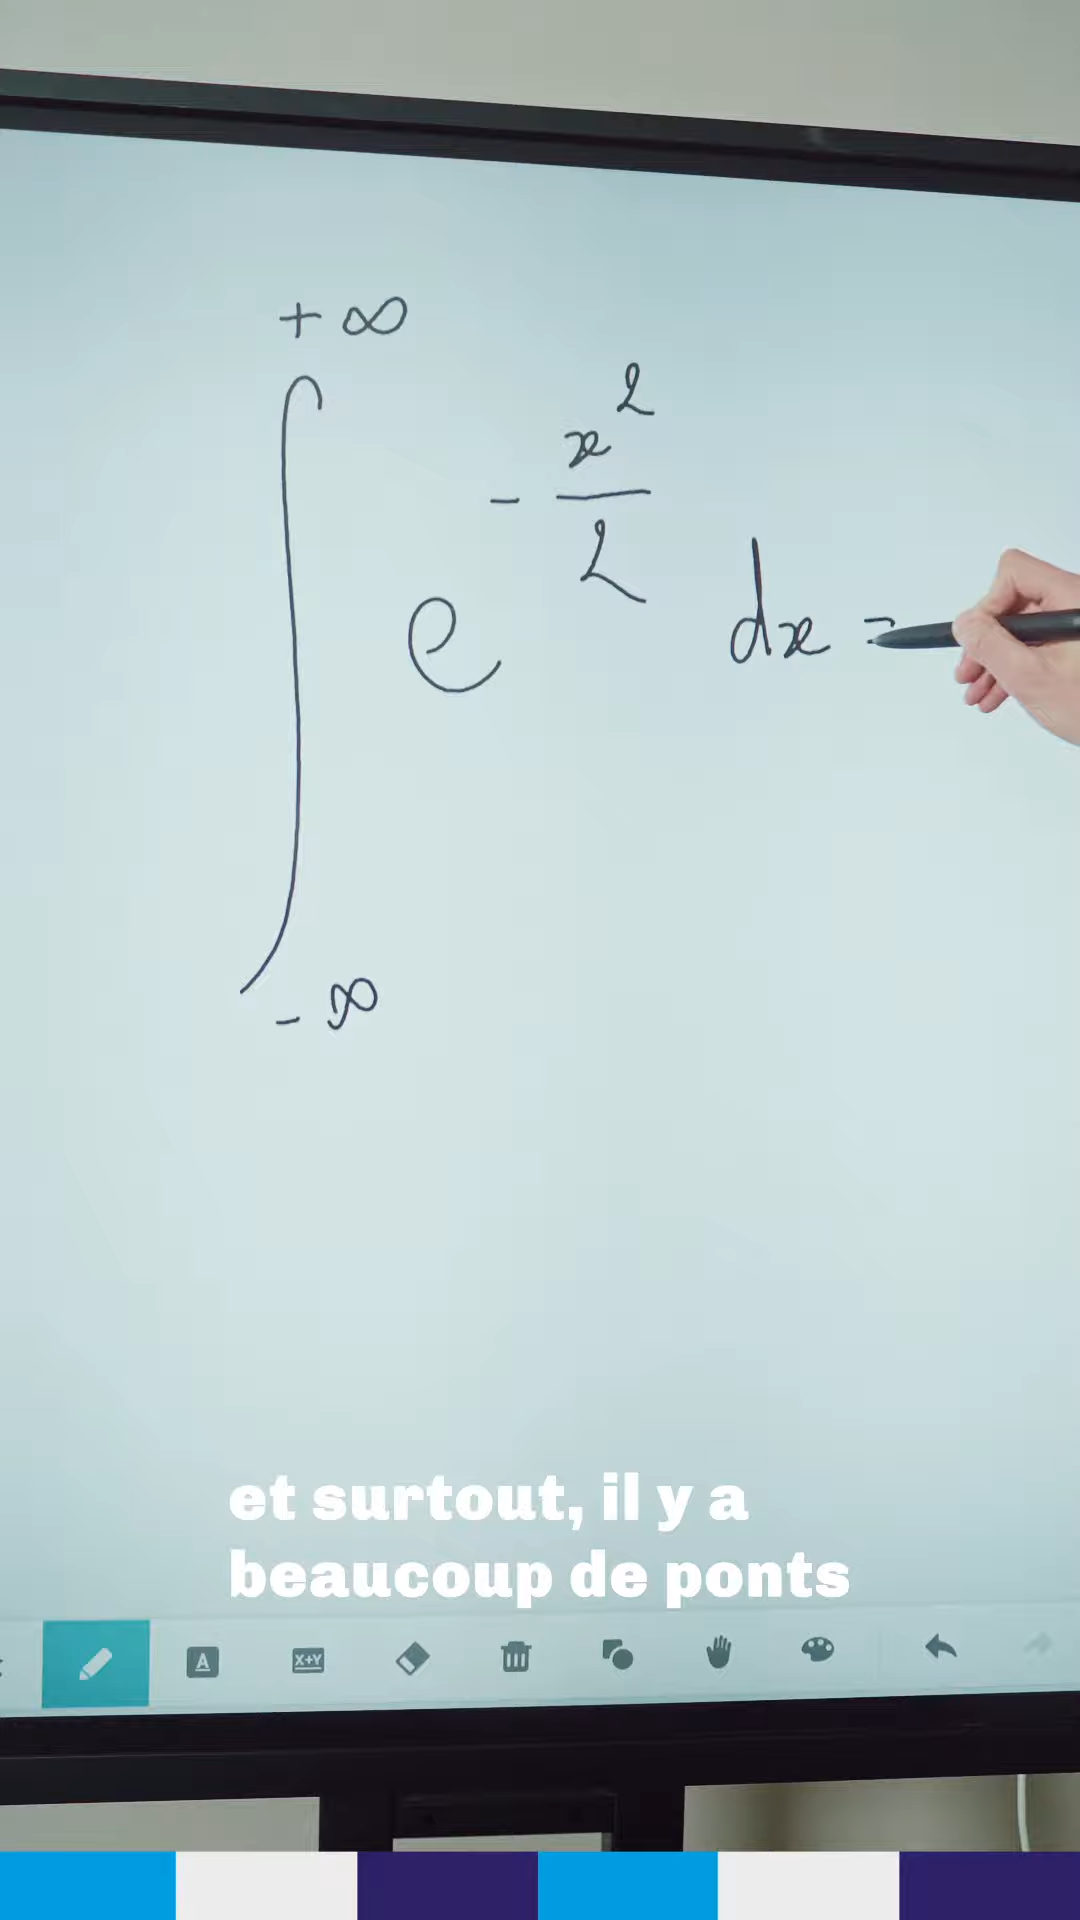 +∞
∫ e^{-x²/2} dx =
-∞
et surtout, il y a
beaucoup de ponts
A
X+Y